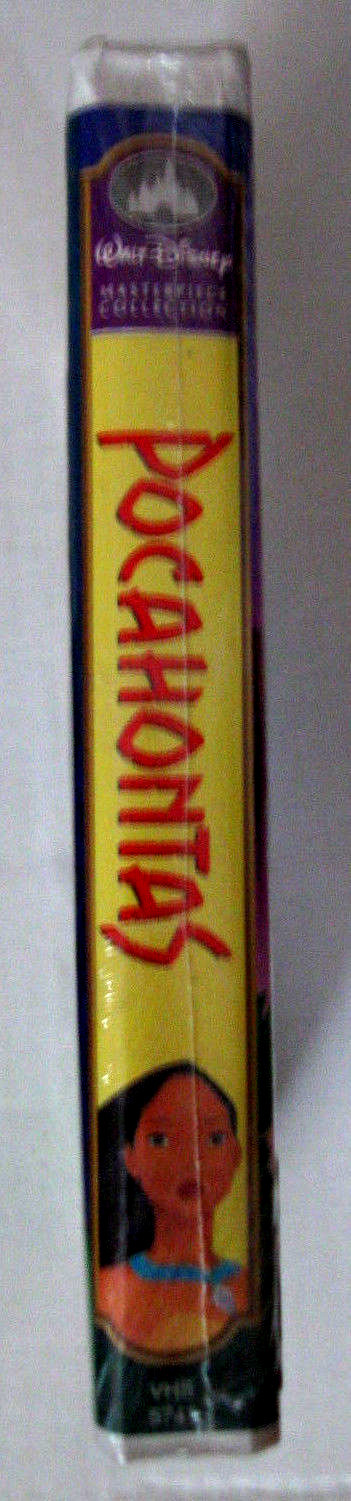 WALT DISNEY
MASTERPIECE
COLLECTION
POCAHONTAS
VHS